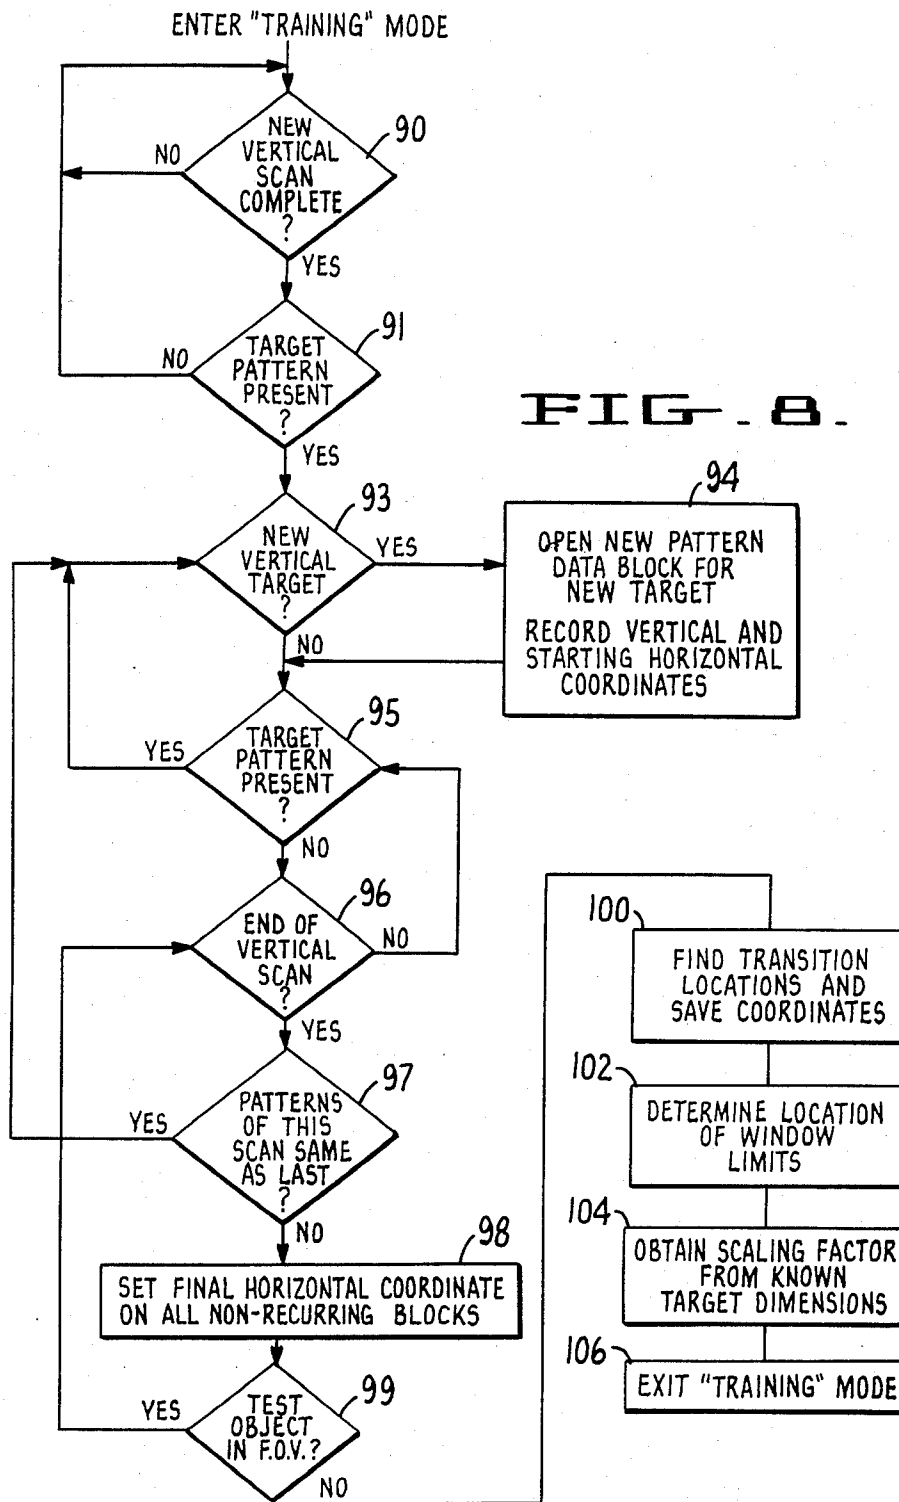 ENTER "TRAINING" MODE
90
NEW
VERTICAL
SCAN
COMPLETE
?
NO
YES
91
TARGET
PATTERN
PRESENT
?
NO
YES
FIG. 8.
93
NEW
VERTICAL
TARGET
?
YES
NO
94
OPEN NEW PATTERN
DATA BLOCK FOR
NEW TARGET
RECORD VERTICAL AND
STARTING HORIZONTAL
COORDINATES
95
TARGET
PATTERN
PRESENT
?
YES
NO
96
END OF
VERTICAL
SCAN
?
NO
YES
97
PATTERNS
OF THIS
SCAN SAME
AS LAST
?
YES
NO
98
SET FINAL HORIZONTAL COORDINATE
ON ALL NON-RECURRING BLOCKS
99
TEST
OBJECT
IN F.O.V.?
YES
NO
100
FIND TRANSITION
LOCATIONS AND
SAVE COORDINATES
102
DETERMINE LOCATION
OF WINDOW
LIMITS
104
OBTAIN SCALING FACTOR
FROM KNOWN
TARGET DIMENSIONS
106
EXIT "TRAINING" MODE